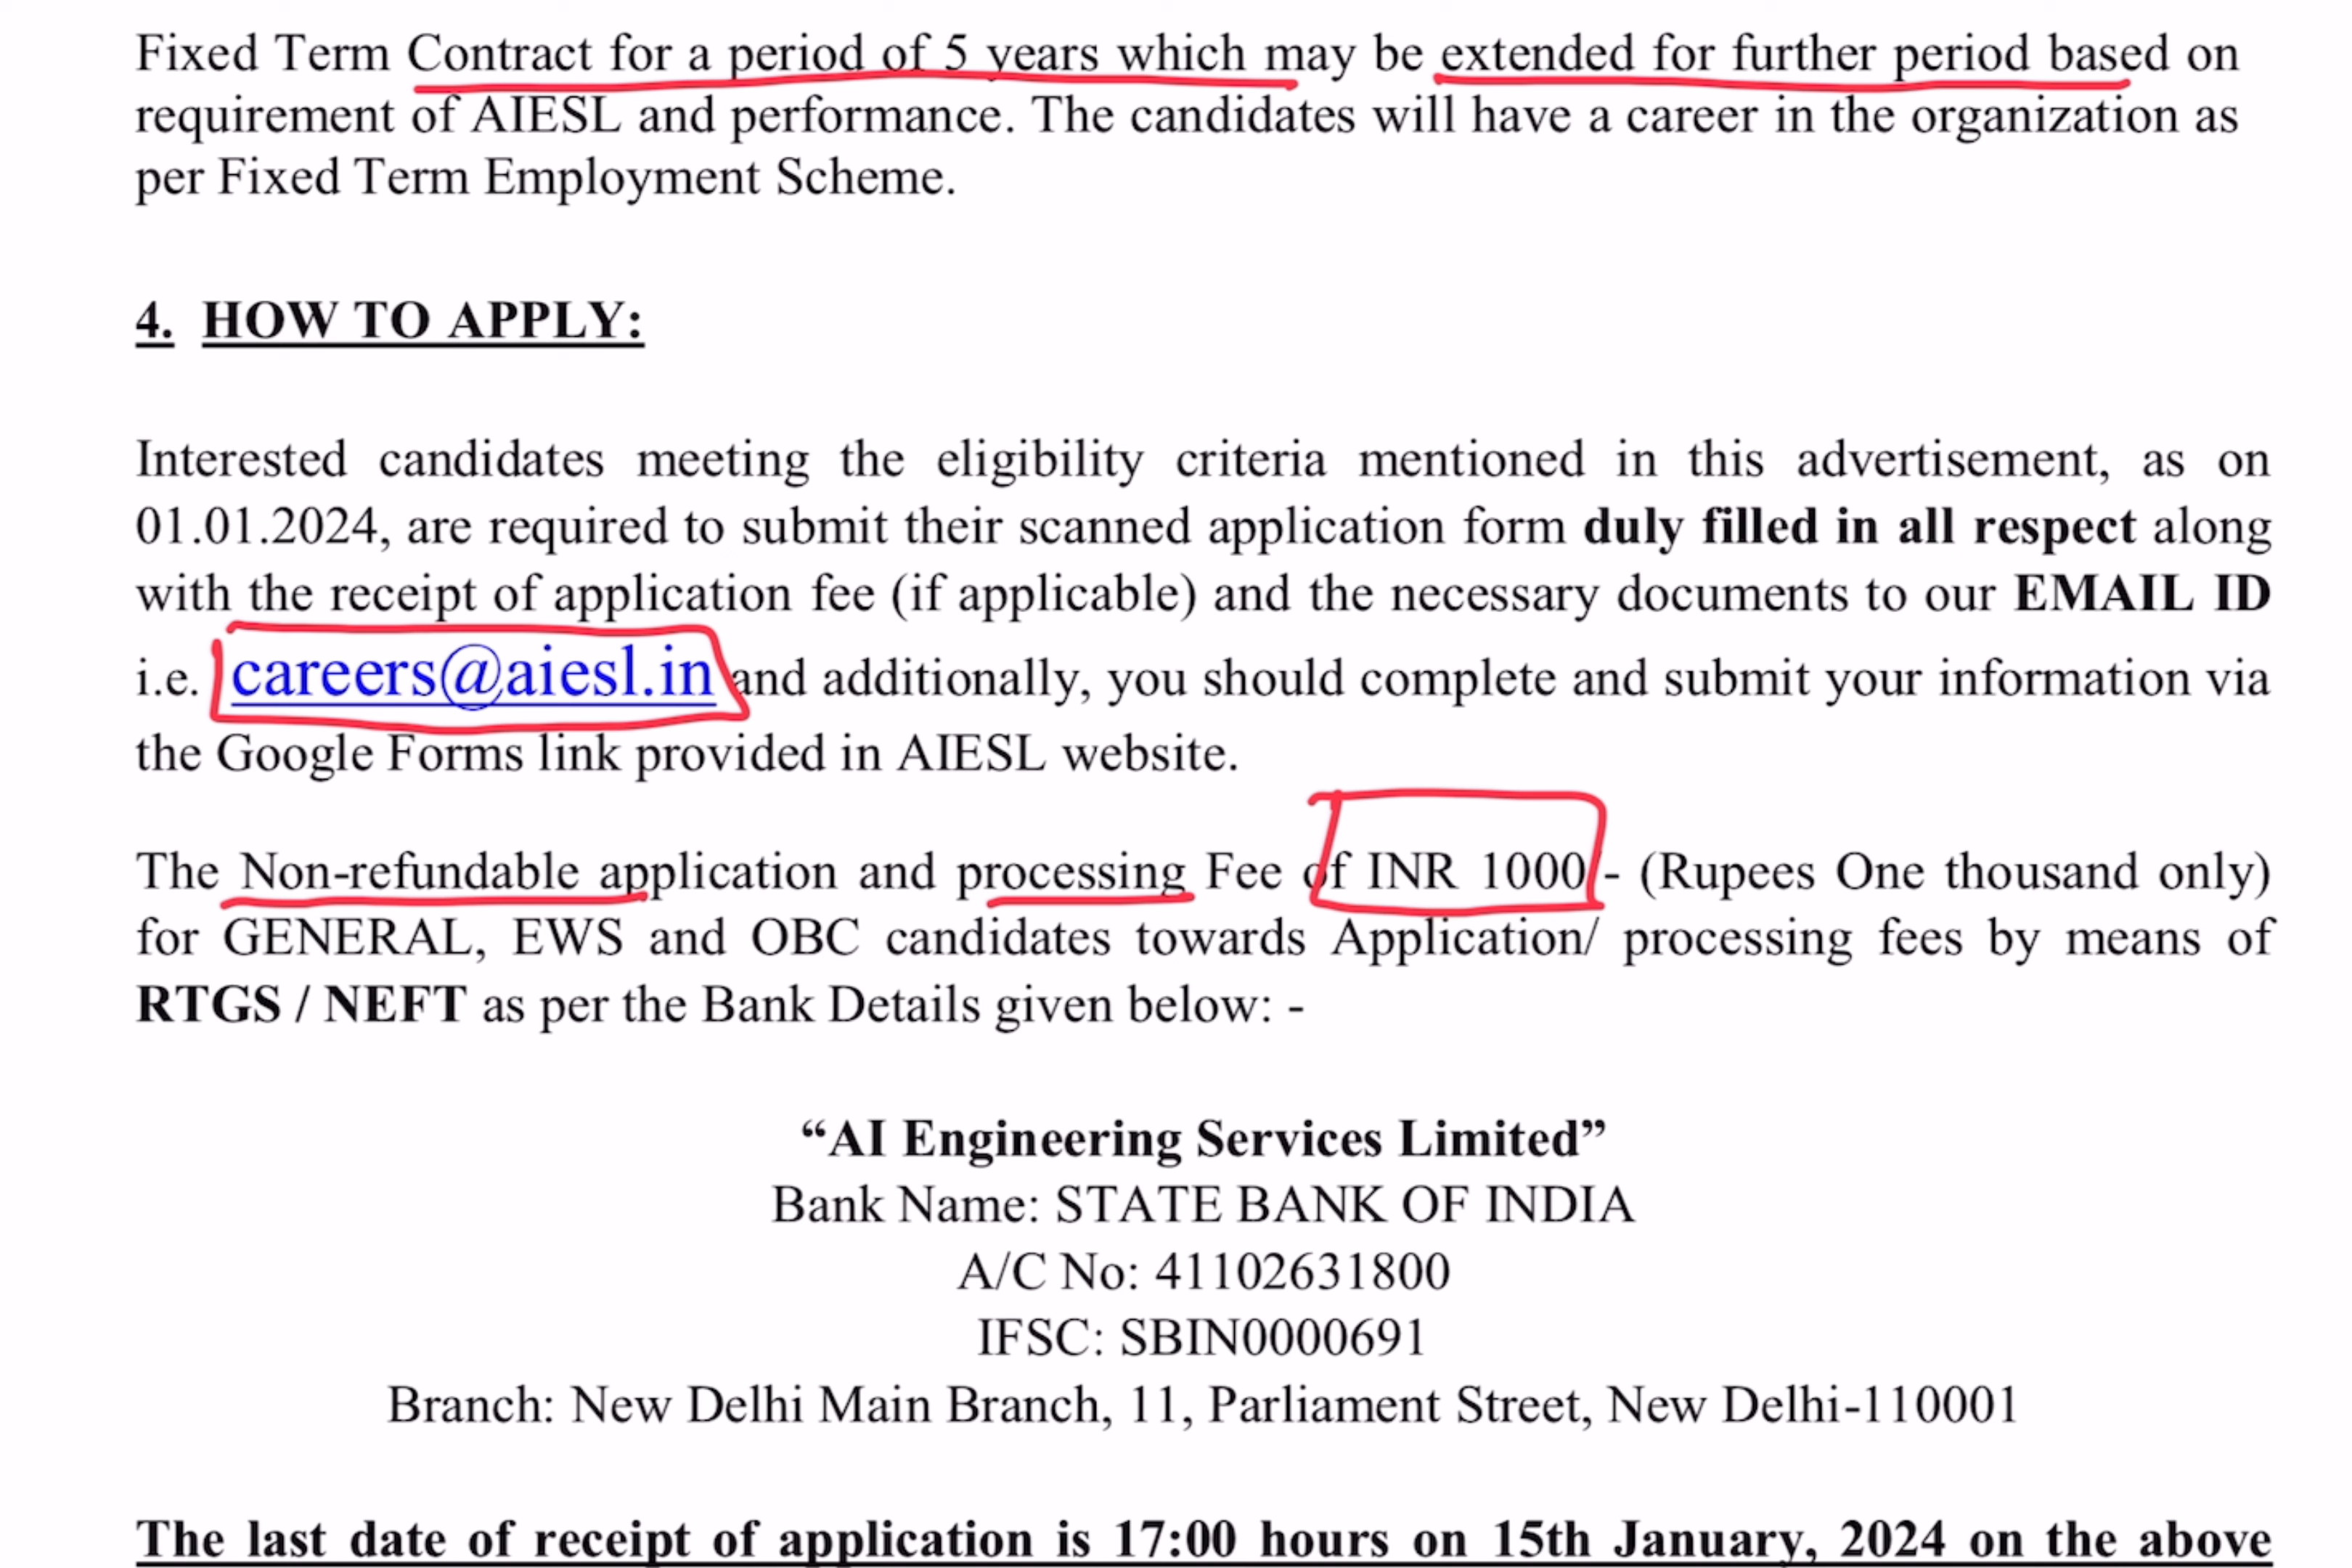 Fixed Term Contract for a period of 5 years which may be extended for further period based on
requirement of AIESL and performance. The candidates will have a career in the organization as
per Fixed Term Employment Scheme.
4. HOW TO APPLY:
Interested candidates meeting the eligibility criteria mentioned in this advertisement, as on
01.01.2024, are required to submit their scanned application form duly filled in all respect along
with the receipt of application fee (if applicable) and the necessary documents to our EMAIL ID
i.e. careers@aiesl.in and additionally, you should complete and submit your information via
the Google Forms link provided in AIESL website.
The Non-refundable application and processing Fee of INR 1000/- (Rupees One thousand only)
for GENERAL, EWS and OBC candidates towards Application/ processing fees by means of
RTGS / NEFT as per the Bank Details given below: -
“AI Engineering Services Limited”
Bank Name: STATE BANK OF INDIA
A/C No: 41102631800
IFSC: SBIN0000691
Branch: New Delhi Main Branch, 11, Parliament Street, New Delhi-110001
The last date of receipt of application is 17:00 hours on 15th January, 2024 on the above